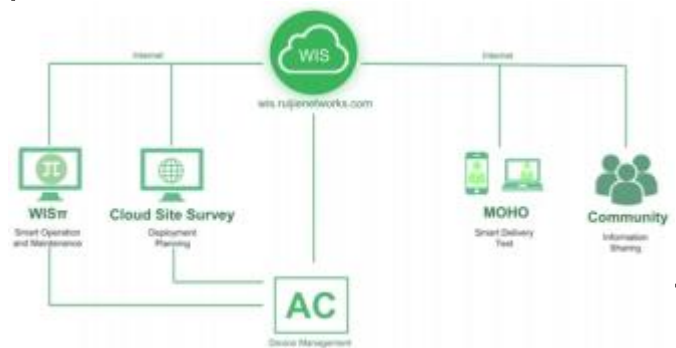 WIS
Internet
Internet
wis.ruijienetworks.com
WISπ
Smart Operation
and Maintenance
Cloud Site Survey
Deployment
Planning
MOHO
Smart Delivery
Test
Community
Information
Sharing
AC
Device Management